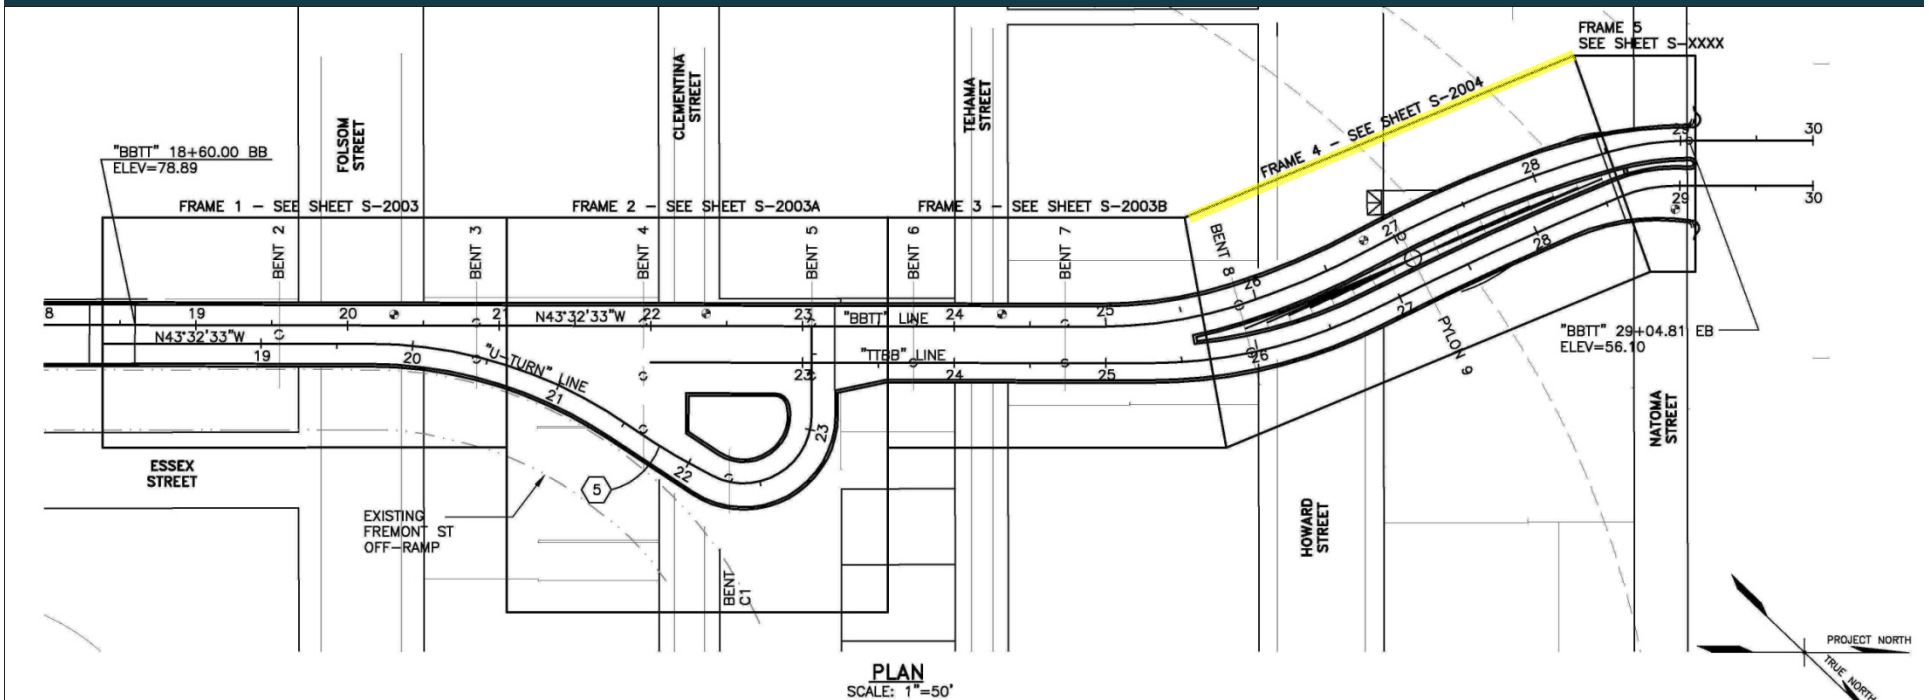 FRAME 5
SEE SHEET S-XXXX
FOLSOM
STREET
CLEMENTINA
STREET
TEHAMA
STREET
FRAME 4 - SEE SHEET S-2004
"BBTT" 18+60.00 BB
ELEV=78.89
FRAME 1 - SEE SHEET S-2003
FRAME 2 - SEE SHEET S-2003A
FRAME 3 - SEE SHEET S-2003B
BENT 2
BENT 3
BENT 4
BENT 5
BENT 6
BENT 7
BENT 8
29
30
28
27
26
29
30
28
27
26
8
19
20
21
N43°32'33"W
22
23
"BBTT" LINE
24
25
N43°32'33"W
19
20
"U-TURN" LINE
21
22
23
"TTBB" LINE
23
24
25
PYLON 9
"BBTT" 29+04.81 EB
ELEV=56.10
NATOMA
STREET
ESSEX
STREET
5
EXISTING
FREMONT ST
OFF-RAMP
BENT
C1
HOWARD
STREET
PLAN
SCALE: 1"=50'
PROJECT NORTH
TRUE NORTH